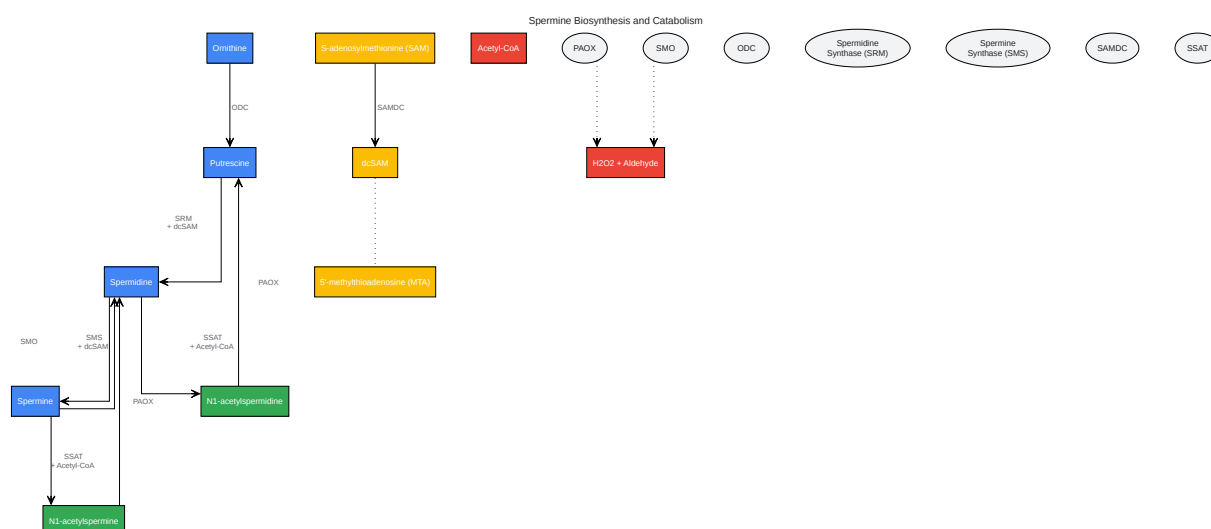 Spermine Biosynthesis and Catabolism
Ornithine
S-adenosylmethionine (SAM)
Acetyl-CoA
PAOX
SMO
ODC
Spermidine
Synthase (SRM)
Spermine
Synthase (SMS)
SAMDC
SSAT
ODC
SAMDC
Putrescine
dcSAM
H2O2 + Aldehyde
SRM
+ dcSAM
Spermidine
PAOX
5'-methylthioadenosine (MTA)
SMO
SMS
+ dcSAM
SSAT
+ Acetyl-CoA
Spermine
PAOX
N1-acetylspermidine
SSAT
+ Acetyl-CoA
N1-acetylspermine